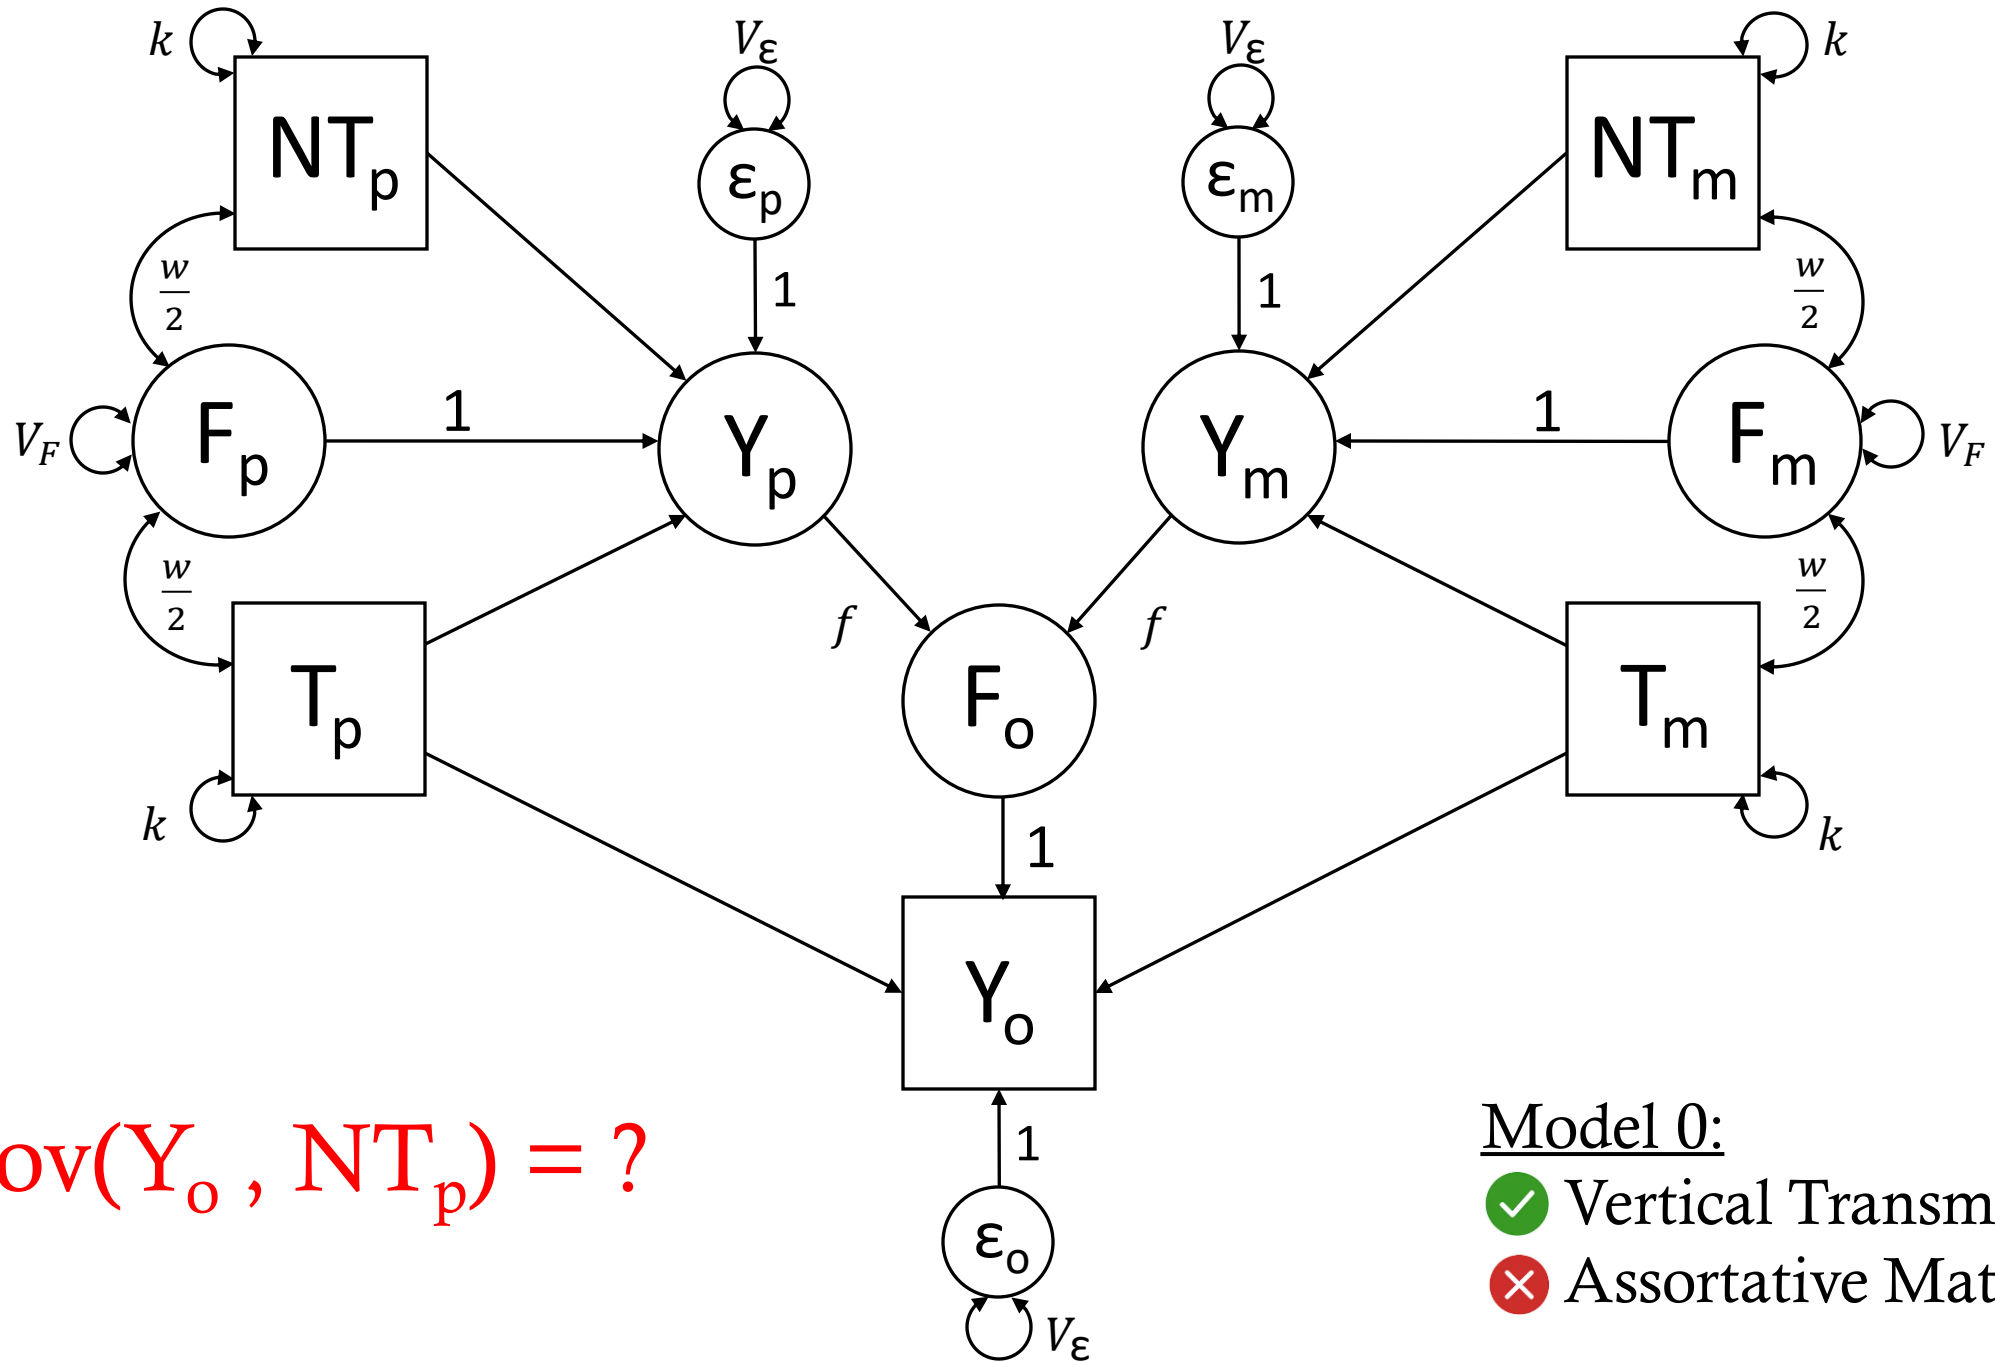 k
V_ε
V_ε
k
NT_p
ε_p
ε_m
NT_m
w/2
1
1
w/2
V_F
F_p
1
Y_p
Y_m
1
F_m
V_F
w/2
f
f
w/2
T_p
F_o
T_m
k
1
k
Y_o
ov(Y_o , NT_p) = ?
1
Model 0:
Vertical Transm
Assortative Mat
ε_o
V_ε